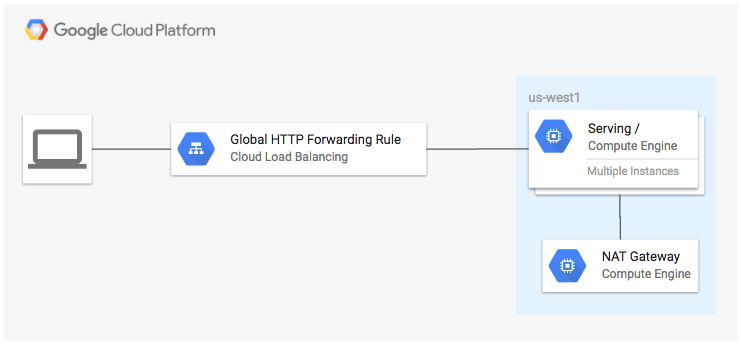 Google Cloud Platform
us-west1
Global HTTP Forwarding Rule
Cloud Load Balancing
Serving /
Compute Engine
Multiple Instances
NAT Gateway
Compute Engine